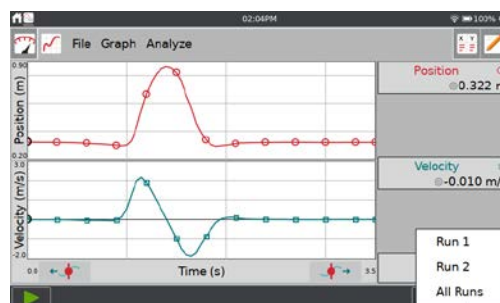 02:04PM
100%
File Graph Analyze
X Y
0.90
Position (m)
0.20
Position
0.322
3.0
Velocity (m/s)
-2.0
Velocity
-0.010 m/
0.0
Time (s)
3.5
Run 1
Run 2
All Runs